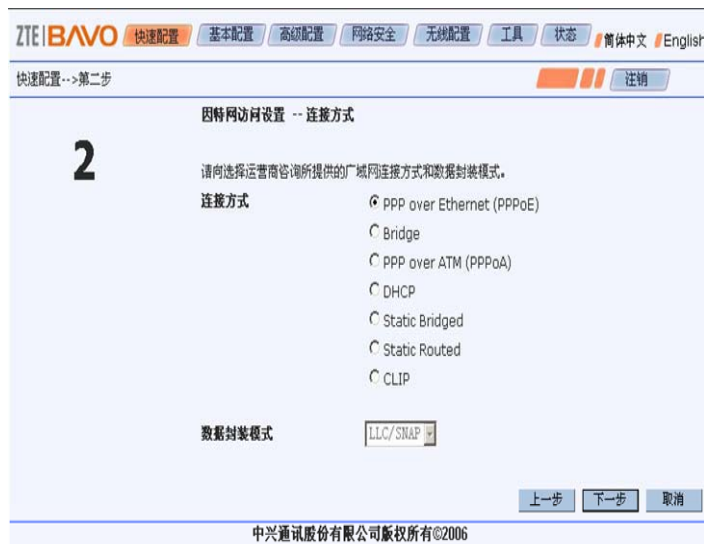 ZTE|BAVO 快速配置 基本配置 高级配置 网络安全 无线配置 工具 状态 简体中文 English
快速配置-->第二步 注销
因特网访问设置 -- 连接方式
2
请向选择运营商咨询所提供的广域网连接方式和数据封装模式。
连接方式 PPP over Ethernet (PPPoE)
Bridge
PPP over ATM (PPPoA)
DHCP
Static Bridged
Static Routed
CLIP
数据封装模式 LLC/SNAP
上一步 下一步 取消
中兴通讯股份有限公司版权所有©2006